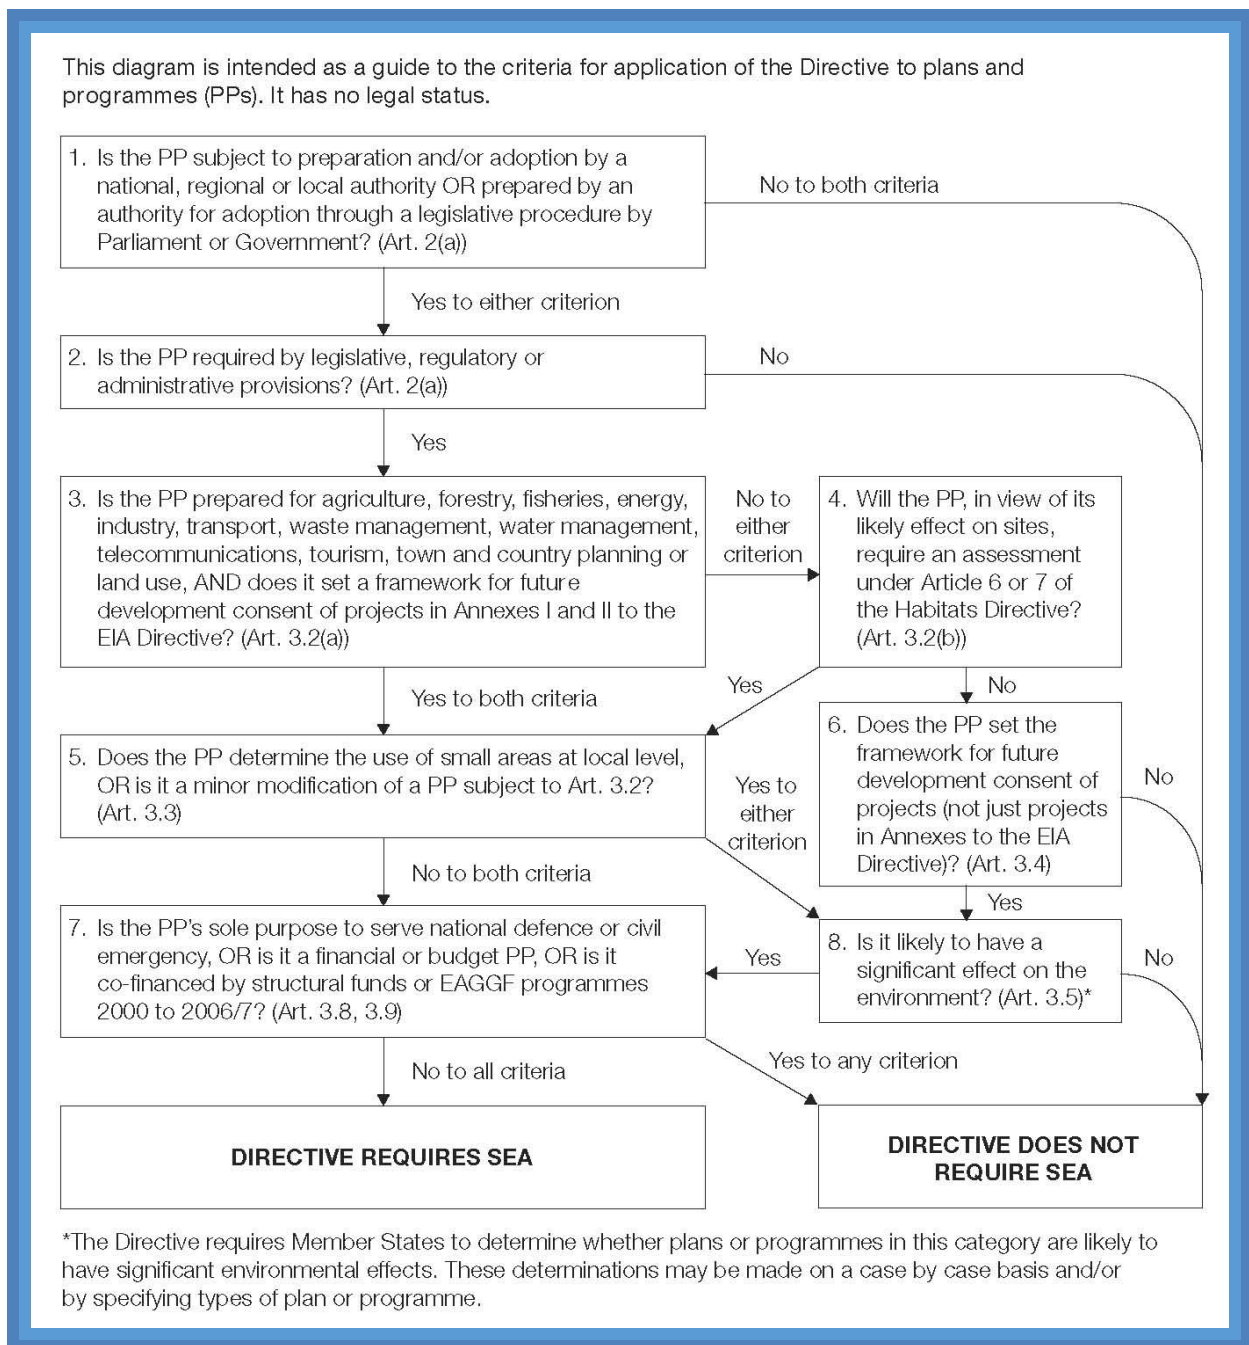 This diagram is intended as a guide to the criteria for application of the Directive to plans and
programmes (PPs). It has no legal status.
1. Is the PP subject to preparation and/or adoption by a
national, regional or local authority OR prepared by an
authority for adoption through a legislative procedure by
Parliament or Government? (Art. 2(a))
No to both criteria
Yes to either criterion
2. Is the PP required by legislative, regulatory or
administrative provisions? (Art. 2(a))
No
Yes
3. Is the PP prepared for agriculture, forestry, fisheries, energy,
industry, transport, waste management, water management,
telecommunications, tourism, town and country planning or
land use, AND does it set a framework for future
development consent of projects in Annexes I and II to the
EIA Directive? (Art. 3.2(a))
No to
either
criterion
4. Will the PP, in view of its
likely effect on sites,
require an assessment
under Article 6 or 7 of
the Habitats Directive?
(Art. 3.2(b))
Yes to both criteria
Yes
No
5. Does the PP determine the use of small areas at local level,
OR is it a minor modification of a PP subject to Art. 3.2?
(Art. 3.3)
Yes to
either
criterion
6. Does the PP set the
framework for future
development consent of
projects (not just projects
in Annexes to the EIA
Directive)? (Art. 3.4)
No
No to both criteria
Yes
7. Is the PP's sole purpose to serve national defence or civil
emergency, OR is it a financial or budget PP, OR is it
co-financed by structural funds or EAGGF programmes
2000 to 2006/7? (Art. 3.8, 3.9)
Yes
8. Is it likely to have a
significant effect on the
environment? (Art. 3.5)*
No
No to all criteria
Yes to any criterion
DIRECTIVE REQUIRES SEA
DIRECTIVE DOES NOT
REQUIRE SEA
*The Directive requires Member States to determine whether plans or programmes in this category are likely to
have significant environmental effects. These determinations may be made on a case by case basis and/or
by specifying types of plan or programme.